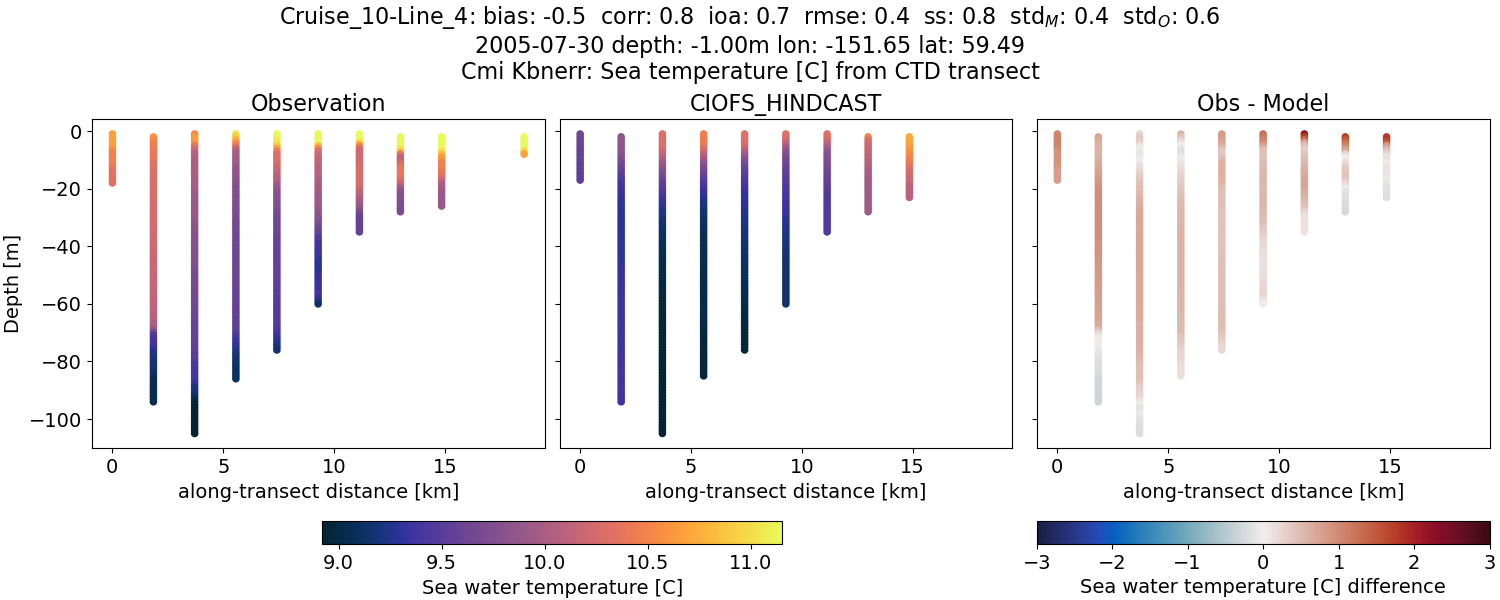 Cruise_10-Line_4: bias: -0.5 corr: 0.8 ioa: 0.7 rmse: 0.4 ss: 0.8 std_M: 0.4 std_O: 0.6
2005-07-30 depth: -1.00m lon: -151.65 lat: 59.49
Cmi Kbnerr: Sea temperature [C] from CTD transect
Observation
CIOFS_HINDCAST
Obs - Model
Depth [m]
0
−20
−40
−60
−80
−100
0 5 10 15
0 5 10 15
0 5 10 15
along-transect distance [km]
along-transect distance [km]
along-transect distance [km]
9.0 9.5 10.0 10.5 11.0
Sea water temperature [C]
−3 −2 −1 0 1 2 3
Sea water temperature [C] difference